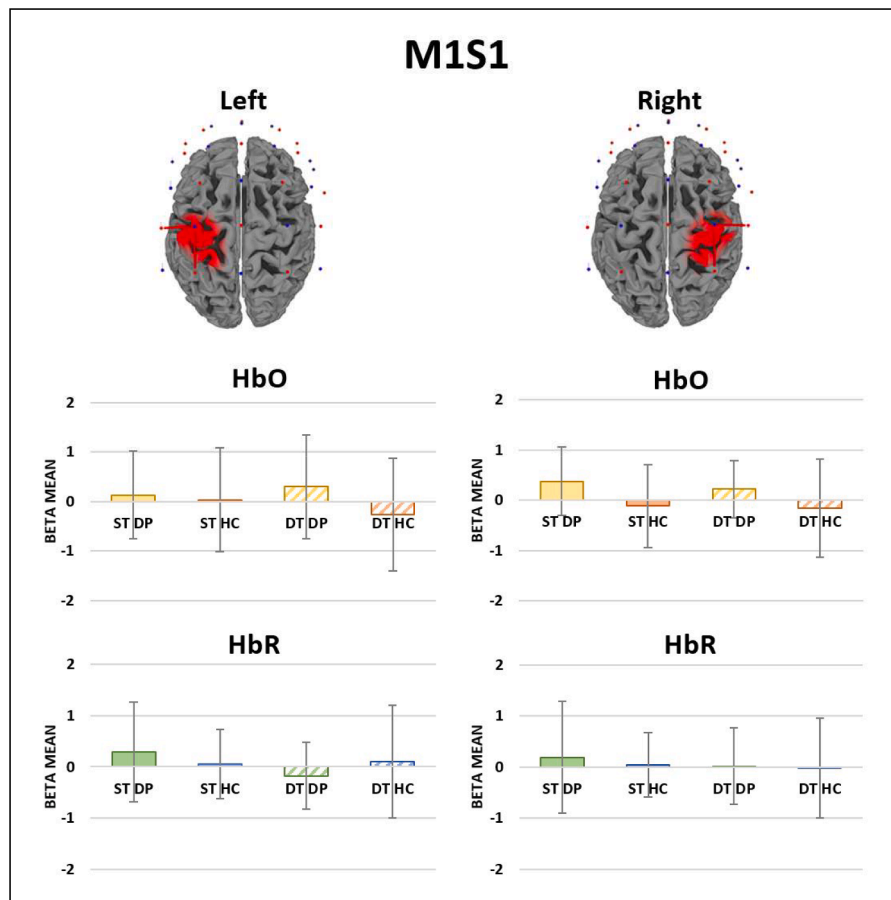 M1S1
Left
Right
HbO
2
1
0
-1
-2
BETA MEAN
ST DP
ST HC
DT DP
DT HC
HbO
2
1
0
-1
-2
BETA MEAN
ST DP
ST HC
DT DP
DT HC
HbR
2
1
0
-1
-2
BETA MEAN
ST DP
ST HC
DT DP
DT HC
HbR
2
1
0
-1
-2
BETA MEAN
ST DP
ST HC
DT DP
DT HC